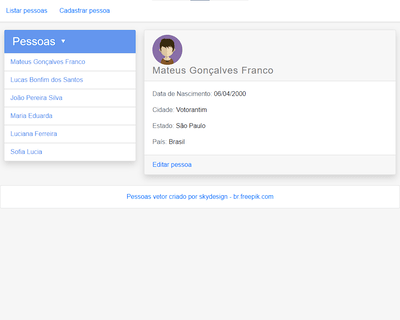 Listar pessoas Cadastrar pessoa
Pessoas
Mateus Gonçalves Franco
Lucas Bonfim dos Santos
João Pereira Silva
Maria Eduarda
Luciana Ferreira
Sofia Lucia
Mateus Gonçalves Franco
Data de Nascimento: 06/04/2000
Cidade: Votorantim
Estado: São Paulo
País: Brasil
Editar pessoa
Pessoas vetor criado por skydesign - br.freepik.com